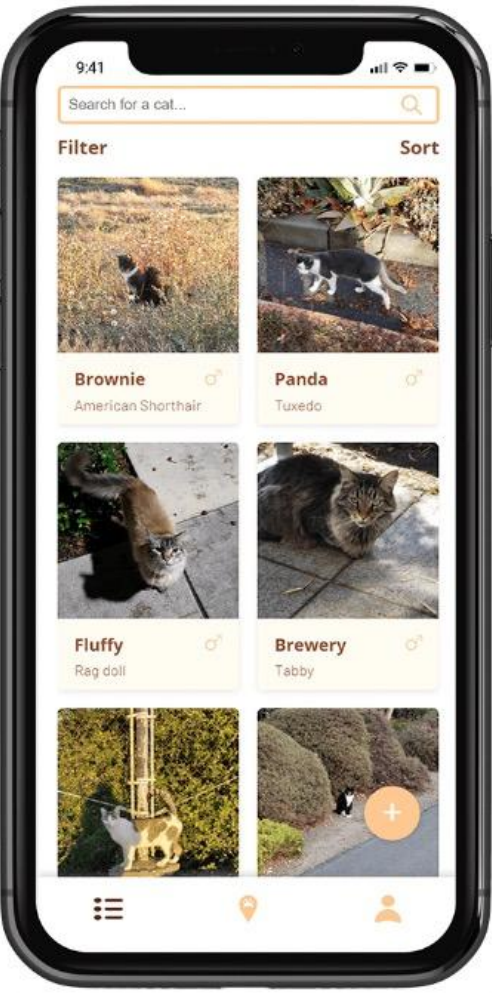 9:41
Search for a cat...
Filter Sort
Brownie Panda
American Shorthair Tuxedo
Fluffy Brewery
Rag doll Tabby
+